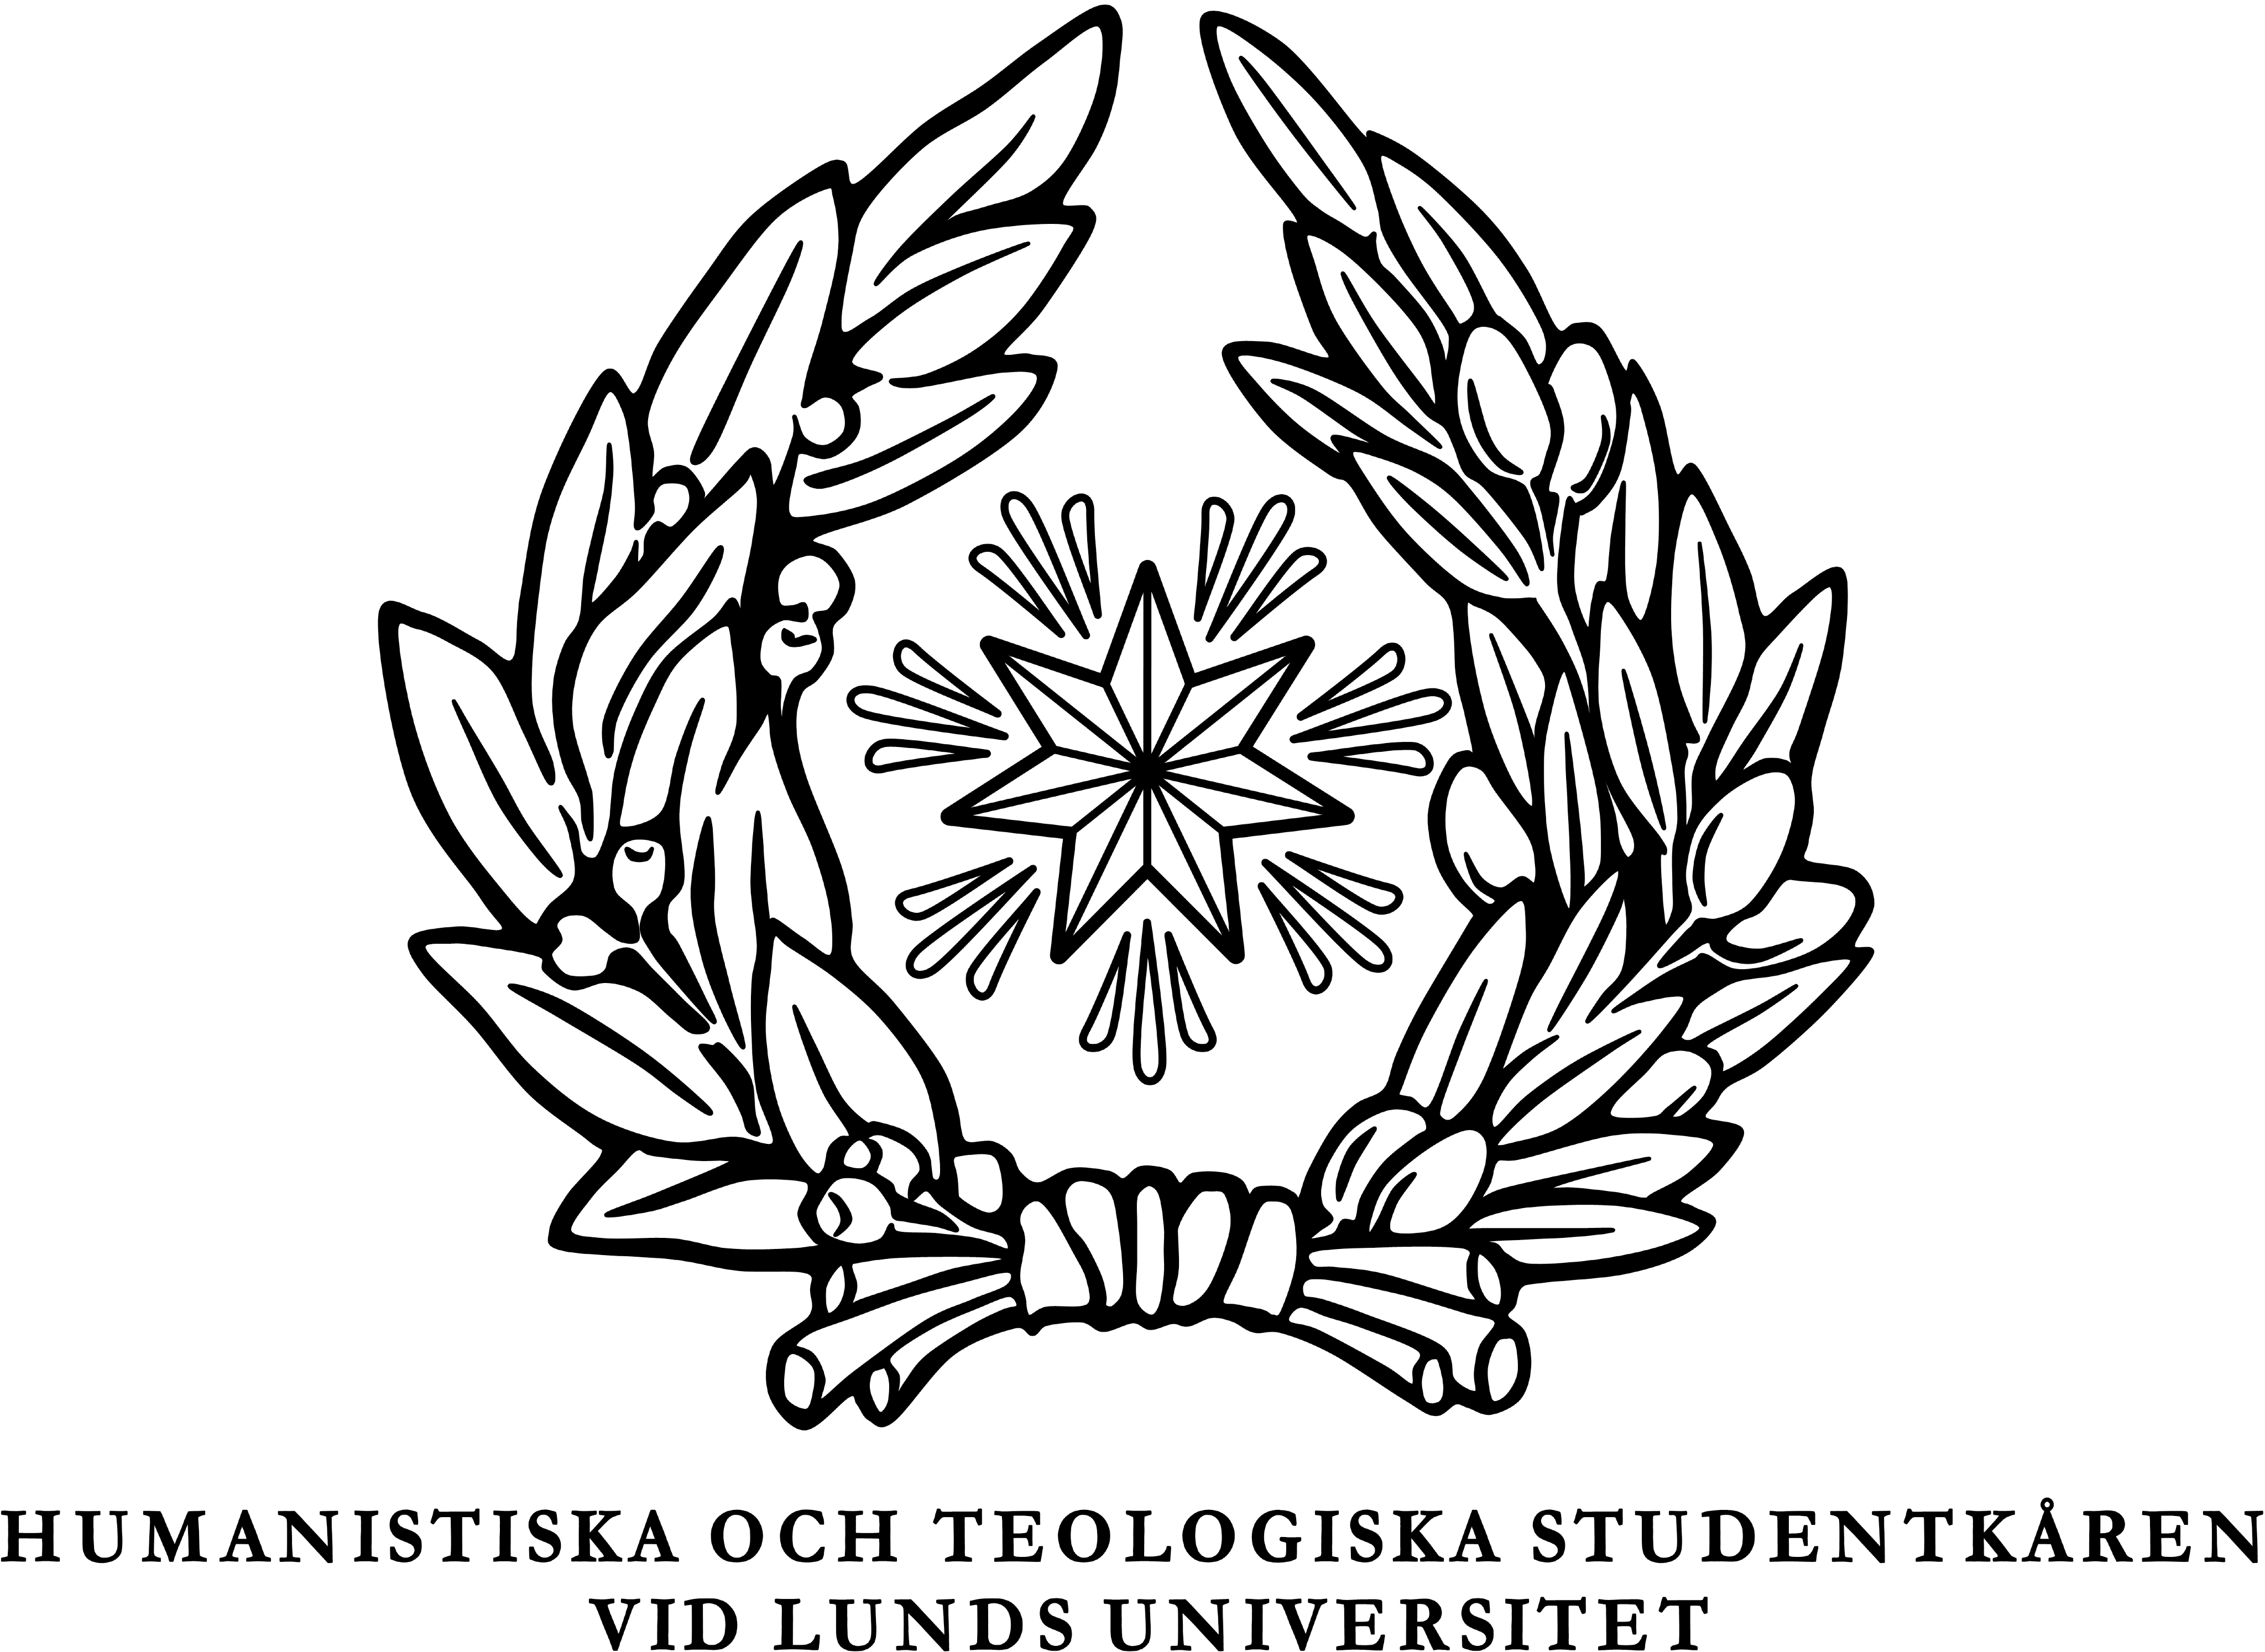 HUMANISTISKA OCH TEOLOGISKA STUDENTKÅREN
VID LUNDS UNIVERSITET